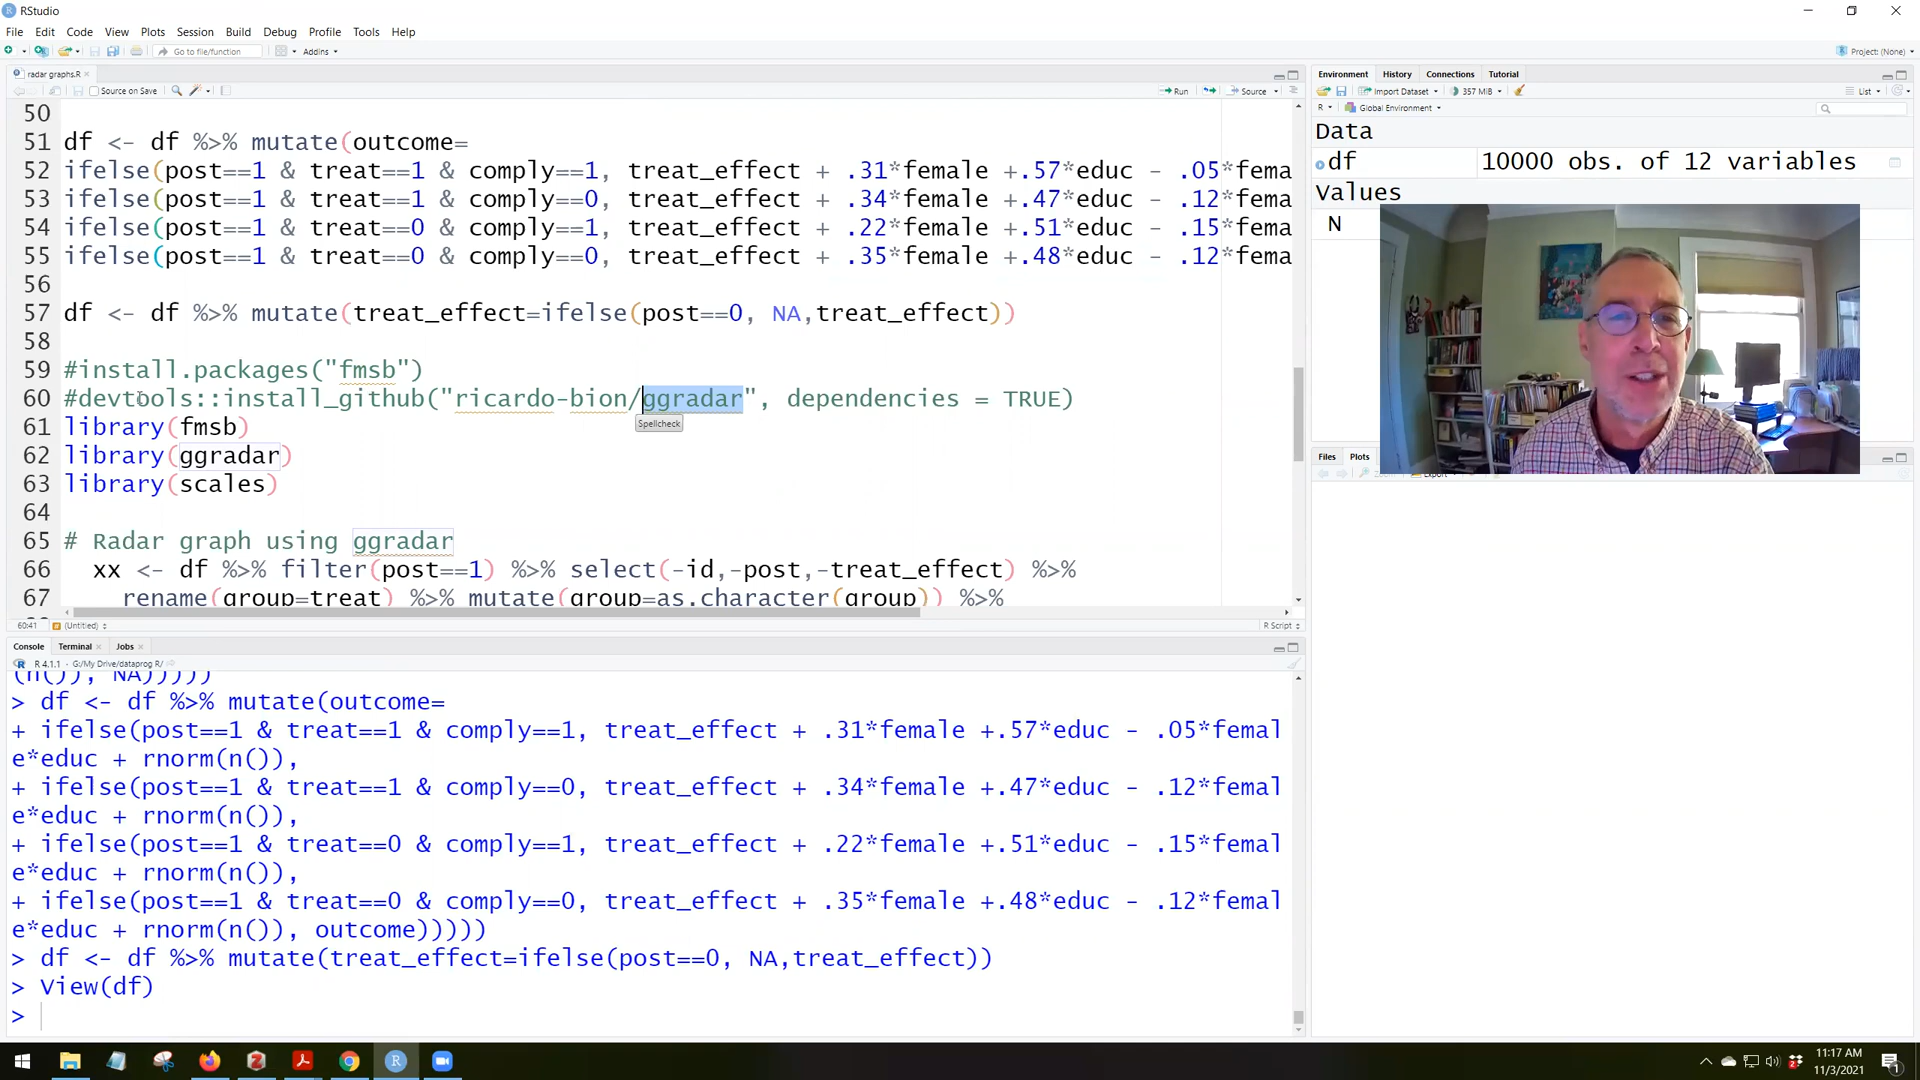 RStudio
File Edit Code View Plots Session Build Debug Profile Tools Help
Go to file/function Addins Project: (None)
radar graphs.R
Source on Save Run Source
50
51 df <- df %>% mutate(outcome=
52 ifelse(post==1 & treat==1 & comply==1, treat_effect + .31*female +.57*educ - .05*fema
53 ifelse(post==1 & treat==1 & comply==0, treat_effect + .34*female +.47*educ - .12*fema
54 ifelse(post==1 & treat==0 & comply==1, treat_effect + .22*female +.51*educ - .15*fema
55 ifelse(post==1 & treat==0 & comply==0, treat_effect + .35*female +.48*educ - .12*fema
56
57 df <- df %>% mutate(treat_effect=ifelse(post==0, NA,treat_effect))
58
59 #install.packages("fmsb")
60 #devtools::install_github("ricardo-bion/ggradar", dependencies = TRUE)
Spellcheck
61 library(fmsb)
62 library(ggradar)
63 library(scales)
64
65 # Radar graph using ggradar
66 xx <- df %>% filter(post==1) %>% select(-id,-post,-treat_effect) %>%
67 rename(group=treat) %>% mutate(group=as.character(group)) %>%
60:41 (Untitled) R Script
Console Terminal Jobs
R 4.1.1 - G:/My Drive/dataprog R/
(n()), NA)))))
> df <- df %>% mutate(outcome=
+ ifelse(post==1 & treat==1 & comply==1, treat_effect + .31*female +.57*educ - .05*femal
e*educ + rnorm(n()),
+ ifelse(post==1 & treat==1 & comply==0, treat_effect + .34*female +.47*educ - .12*femal
e*educ + rnorm(n()),
+ ifelse(post==1 & treat==0 & comply==1, treat_effect + .22*female +.51*educ - .15*femal
e*educ + rnorm(n()),
+ ifelse(post==1 & treat==0 & comply==0, treat_effect + .35*female +.48*educ - .12*femal
e*educ + rnorm(n()), outcome)))))
> df <- df %>% mutate(treat_effect=ifelse(post==0, NA,treat_effect))
> View(df)
>
Environment History Connections Tutorial
Import Dataset 357 MiB List
R Global Environment
Data
df 10000 obs. of 12 variables
Values
N
Files Plots
Export
11:17 AM
11/3/2021
1